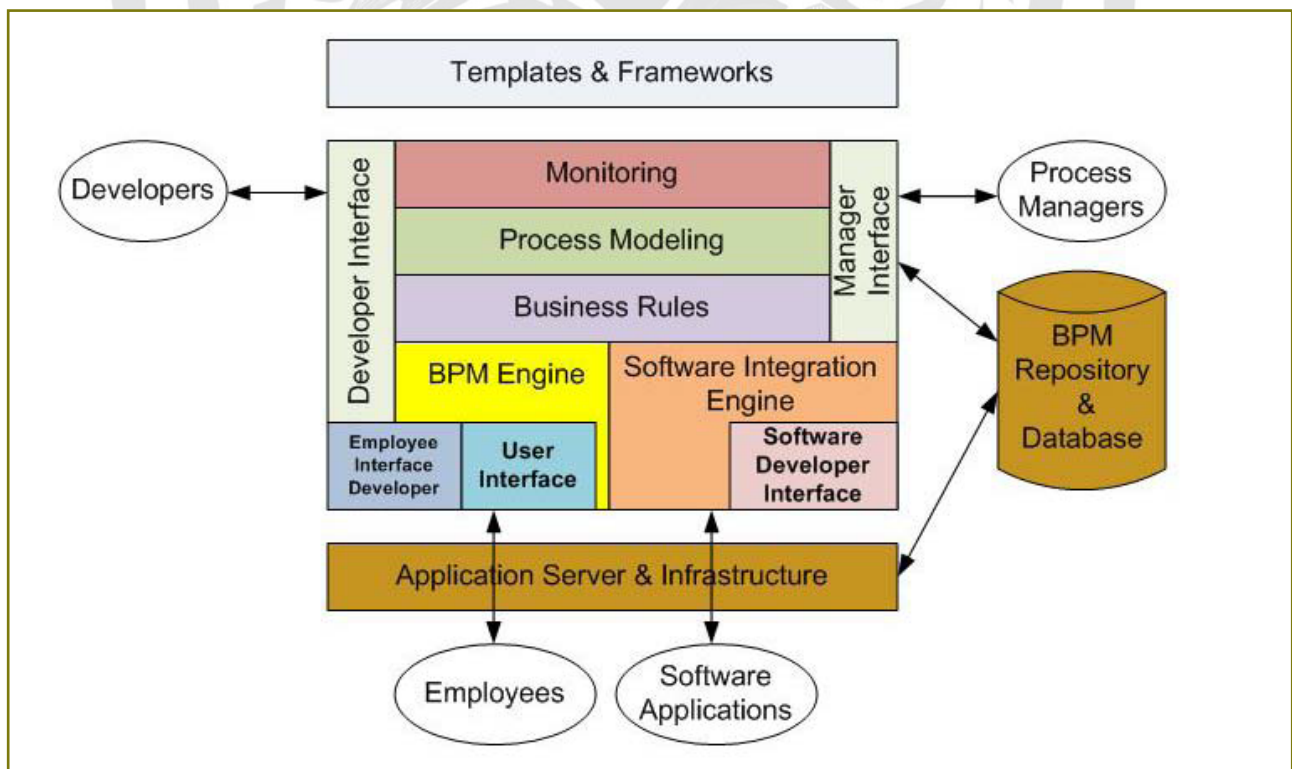 Templates & Frameworks
Developers
Developer Interface
Monitoring
Process Modeling
Business Rules
Manager
Interface
Process
Managers
BPM Engine
Software Integration
Engine
BPM
Repository
&
Database
Employee
Interface
Developer
User
Interface
Software
Developer
Interface
Application Server & Infrastructure
Employees
Software
Applications